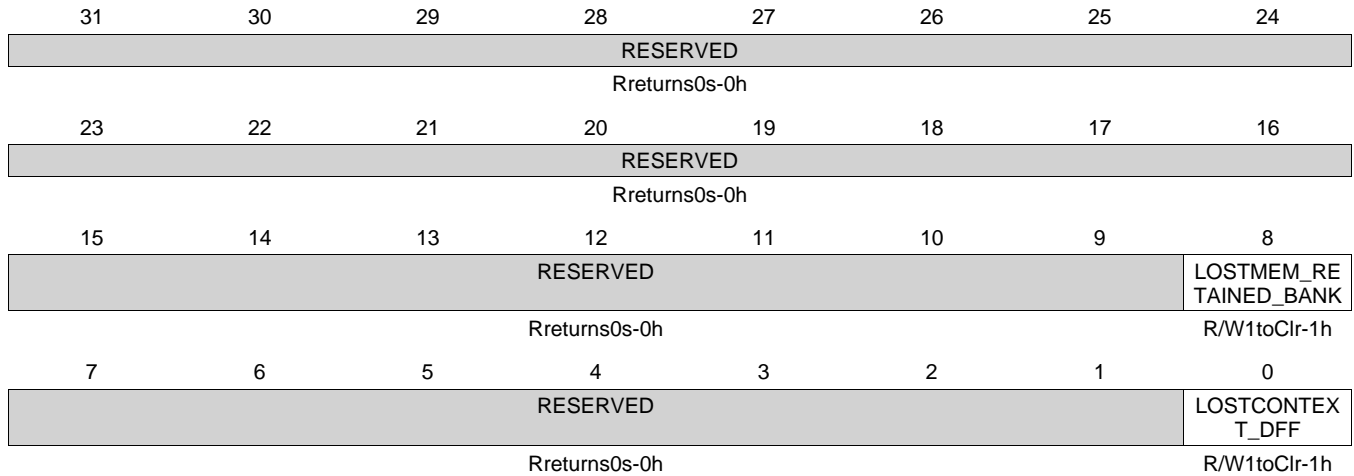 31 30 29 28 27 26 25 24
RESERVED
Rreturns0s-0h
23 22 21 20 19 18 17 16
RESERVED
Rreturns0s-0h
15 14 13 12 11 10 9 8
RESERVED LOSTMEM_RE
TAINED_BANK
Rreturns0s-0h R/W1toClr-1h
7 6 5 4 3 2 1 0
RESERVED LOSTCONTEX
T_DFF
Rreturns0s-0h R/W1toClr-1h